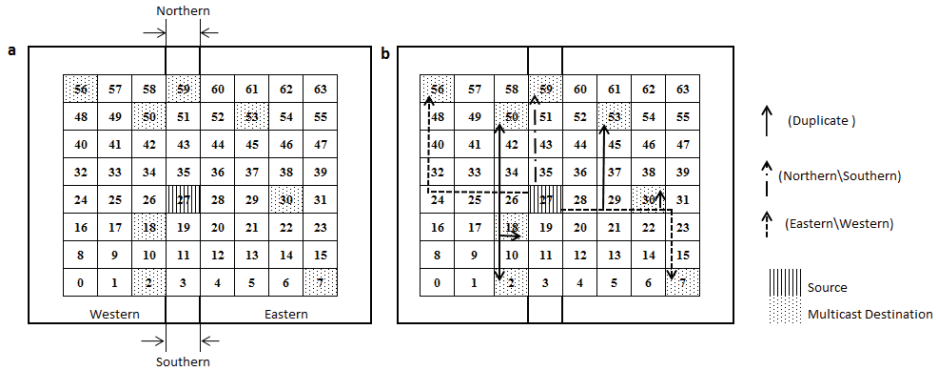 Northern
a
b
56 57 58 59 60 61 62 63
48 49 50 51 52 53 54 55
40 41 42 43 44 45 46 47
32 33 34 35 36 37 38 39
24 25 26 27 28 29 30 31
16 17 18 19 20 21 22 23
8 9 10 11 12 13 14 15
0 1 2 3 4 5 6 7
Western
Eastern
Southern
56 57 58 59 60 61 62 63
48 49 50 51 52 53 54 55
40 41 42 43 44 45 46 47
32 33 34 35 36 37 38 39
24 25 26 27 28 29 30 31
16 17 18 19 20 21 22 23
8 9 10 11 12 13 14 15
0 1 2 3 4 5 6 7
(Duplicate )
(Northern\Southern)
(Eastern\Western)
Source
Multicast Destination